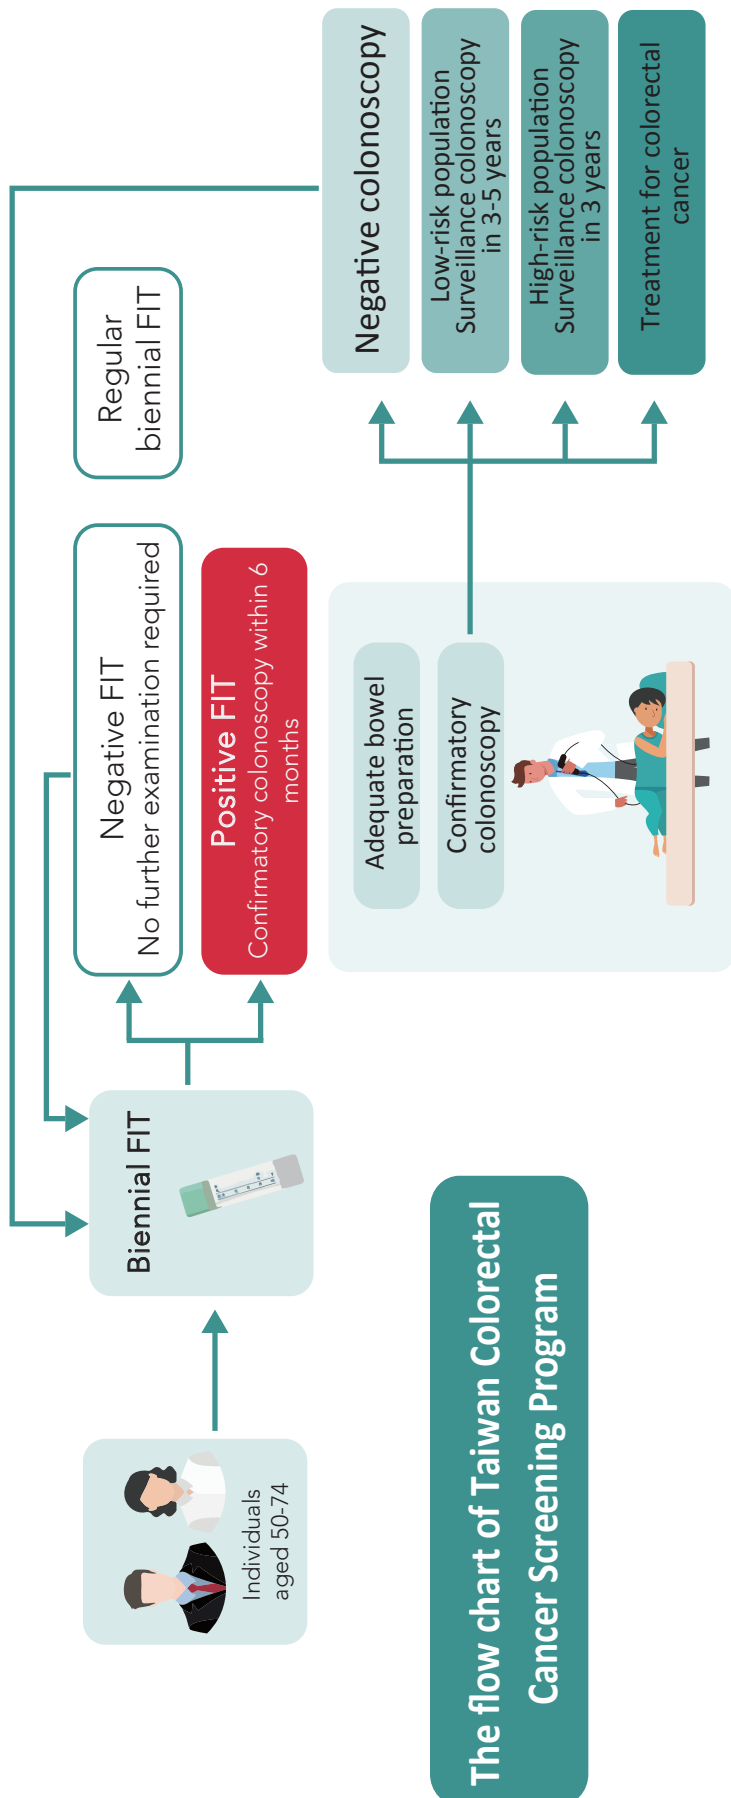 Individuals
aged 50-74
Biennial FIT
Negative FIT
No further examination required
Positive FIT
Confirmatory colonoscopy within 6
months
Regular
biennial FIT
Adequate bowel
preparation
Confirmatory
colonoscopy
Negative colonoscopy
Low-risk population
Surveillance colonoscopy
in 3-5 years
High-risk population
Surveillance colonoscopy
in 3 years
Treatment for colorectal
cancer
The flow chart of Taiwan Colorectal
Cancer Screening Program